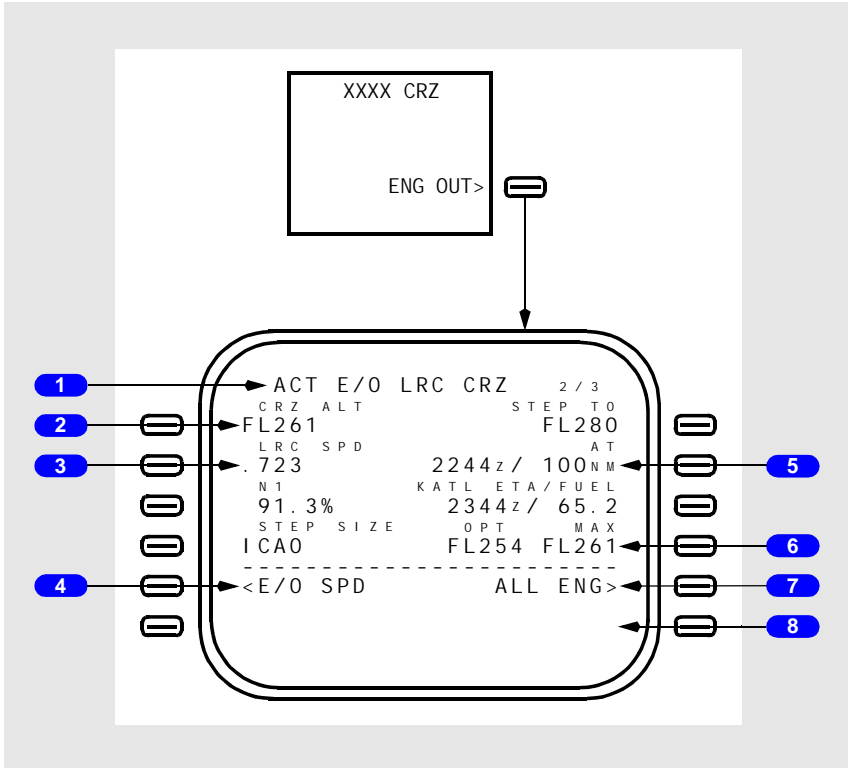 XXXX CRZ
ENG OUT>
1 ACT E/O LRC CRZ 2/3
CRZ ALT STEP TO
2 FL261 FL280
LRC SPD AT
3 .723 2244z/ 100NM 5
N1 KATL ETA/FUEL
91.3% 2344z/ 65.2
STEP SIZE OPT MAX
ICAO FL254 FL261 6
------------------------
4 <E/O SPD ALL ENG> 7
8